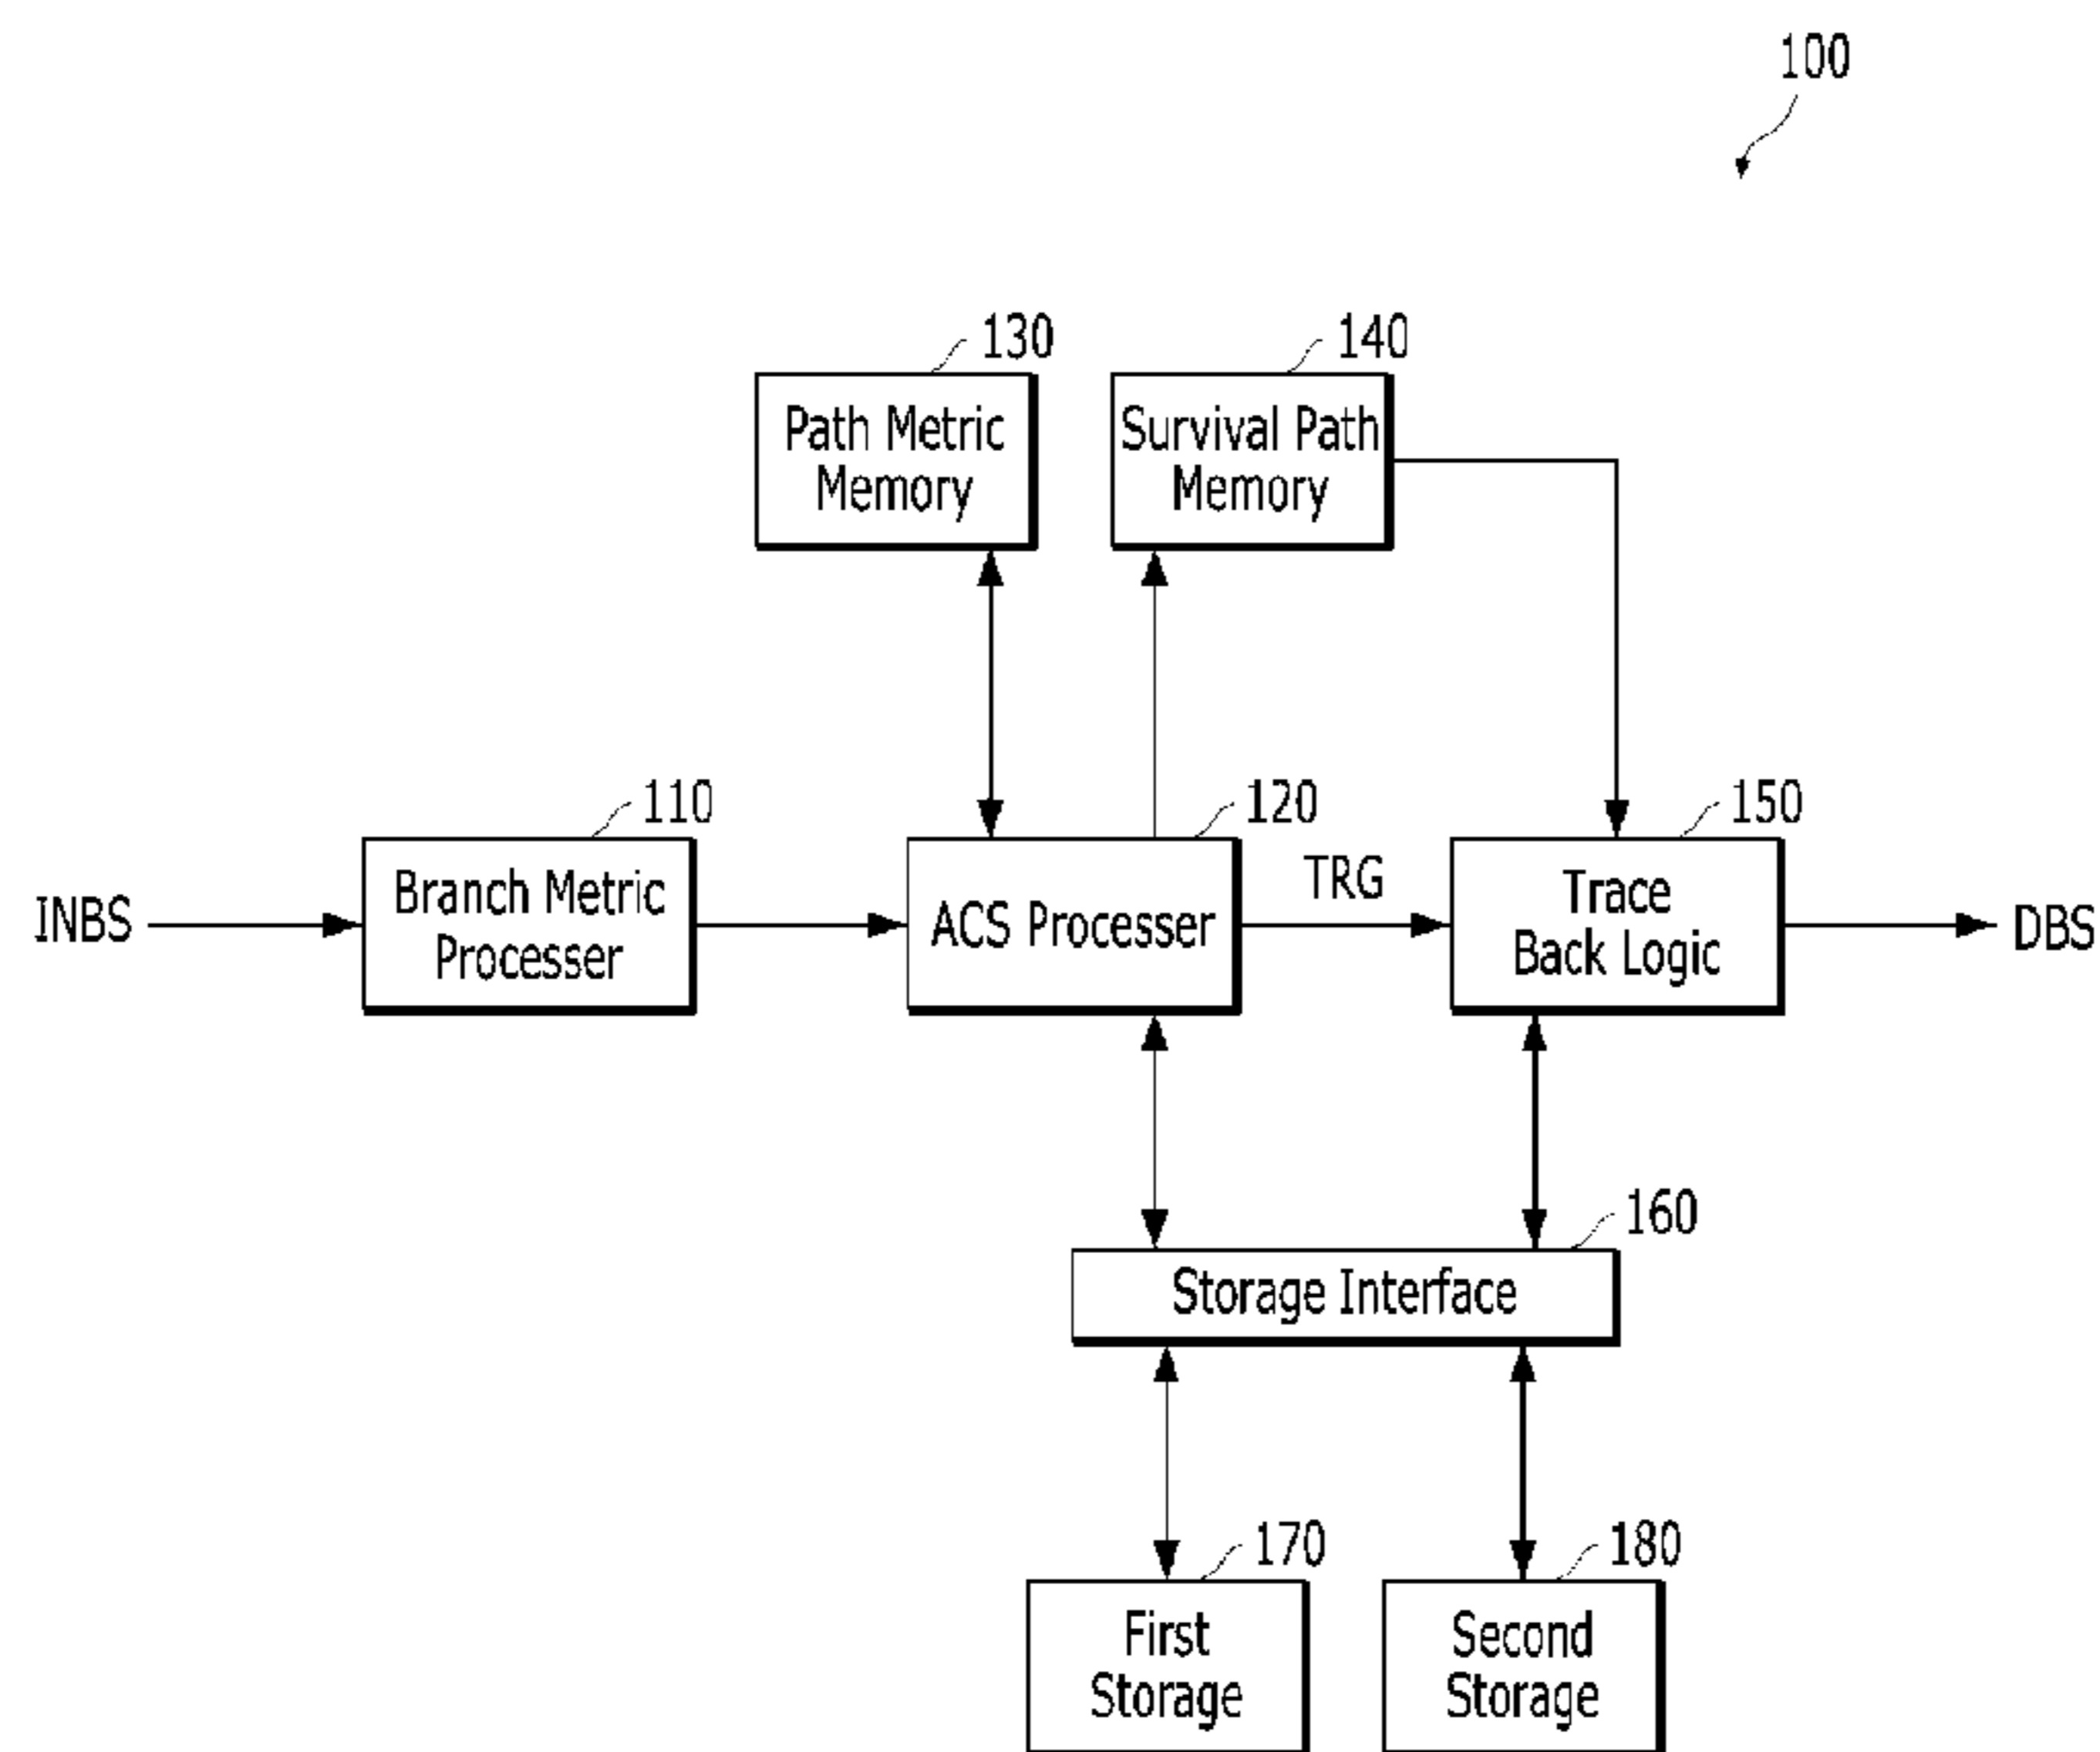 100
130
140
Path Metric
Memory
Survival Path
Memory
110
120
150
INBS
Branch Metric
Processer
ACS Processer
TRG
Trace
Back Logic
DBS
160
Storage Interface
170
180
First
Storage
Second
Storage